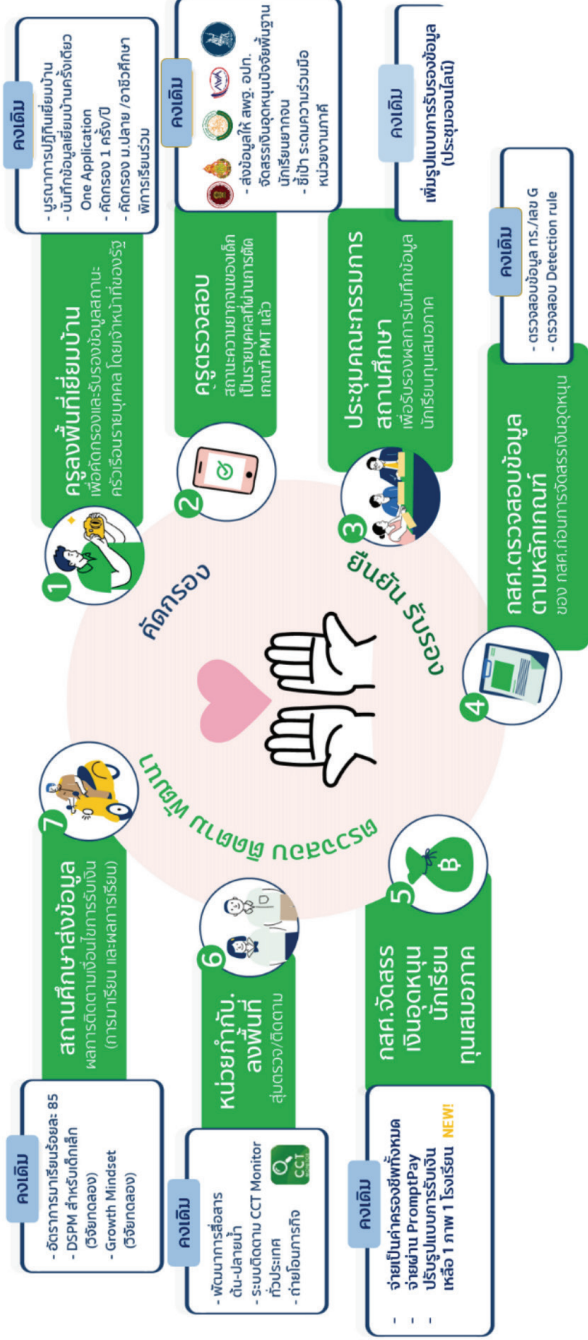 คัดกรอง
ยืนยัน รับรอง
ตรวจสอบ ติดตาม พัฒนา
1
ครูลงพื้นที่เยี่ยมบ้าน
เพื่อคัดกรองและรับรองข้อมูลสถานะ
ครัวเรือนรายบุคคล โดยเจ้าหน้าที่ของรัฐ
คงเดิม
- บูรณาการปฏิทินเยี่ยมบ้าน
- บันทึกข้อมูลเยี่ยมบ้านครั้งเดียว
One Application
- คัดกรอง 1 ครั้ง/ปี
- คัดกรอง ม.ปลาย /อาชีวศึกษา
พิการเรียนร่วม
2
ครูตรวจสอบ
สถานะความยากจนของเด็ก
เป็นรายบุคคลที่ผ่านการตัด
เกณฑ์ PMT แล้ว
คงเดิม
- ส่งข้อมูลให้ สพฐ. อปท.
จัดสรรเงินอุดหนุนปัจจัยพื้นฐาน
นักเรียนยากจน
- ชี้เป้า ระดมความร่วมมือ
หน่วยงานภาคี
3
ประชุมคณะกรรมการ
สถานศึกษา
เพื่อรับรองผลการบันทึกข้อมูล
นักเรียนทุนเสมอภาค
คงเดิม
เพิ่มรูปแบบการรับรองข้อมูล
(ประชุมออนไลน์)
4
กสศ.ตรวจสอบข้อมูล
ตามหลักเกณฑ์
ของ กสศ.ก่อนการจัดสรรเงินอุดหนุน
คงเดิม
- ตรวจสอบข้อมูล ทร./เลข G
- ตรวจสอบ Detection rule
5
กสศ.จัดสรร
เงินอุดหนุน
นักเรียน
ทุนเสมอภาค
฿
คงเดิม
- จ่ายเป็นค่าครองชีพทั้งหมด
- จ่ายผ่าน PromptPay
- ปรับรูปแบบการรับเงิน
เหลือ 1 ภาพ 1 โรงเรียน NEW!
6
หน่วยกำกับ.
ลงพื้นที่
สุ่มตรวจ/ติดตาม
คงเดิม
- พัฒนาการสื่อสาร
ต้น-ปลายน้ำ
- ระบบติดตาม CCT Monitor
ทั่วประเทศ
- ถ่ายโอนภารกิจ
CCT
7
สถานศึกษาส่งข้อมูล
ผลการติดตามเงื่อนไขการรับเงิน
(การมาเรียน และผลการเรียน)
คงเดิม
- อัตราการมาเรียนร้อยละ 85
- DSPM สำหรับเด็กเล็ก
(วิจัยทดลอง)
- Growth Mindset
(วิจัยทดลอง)